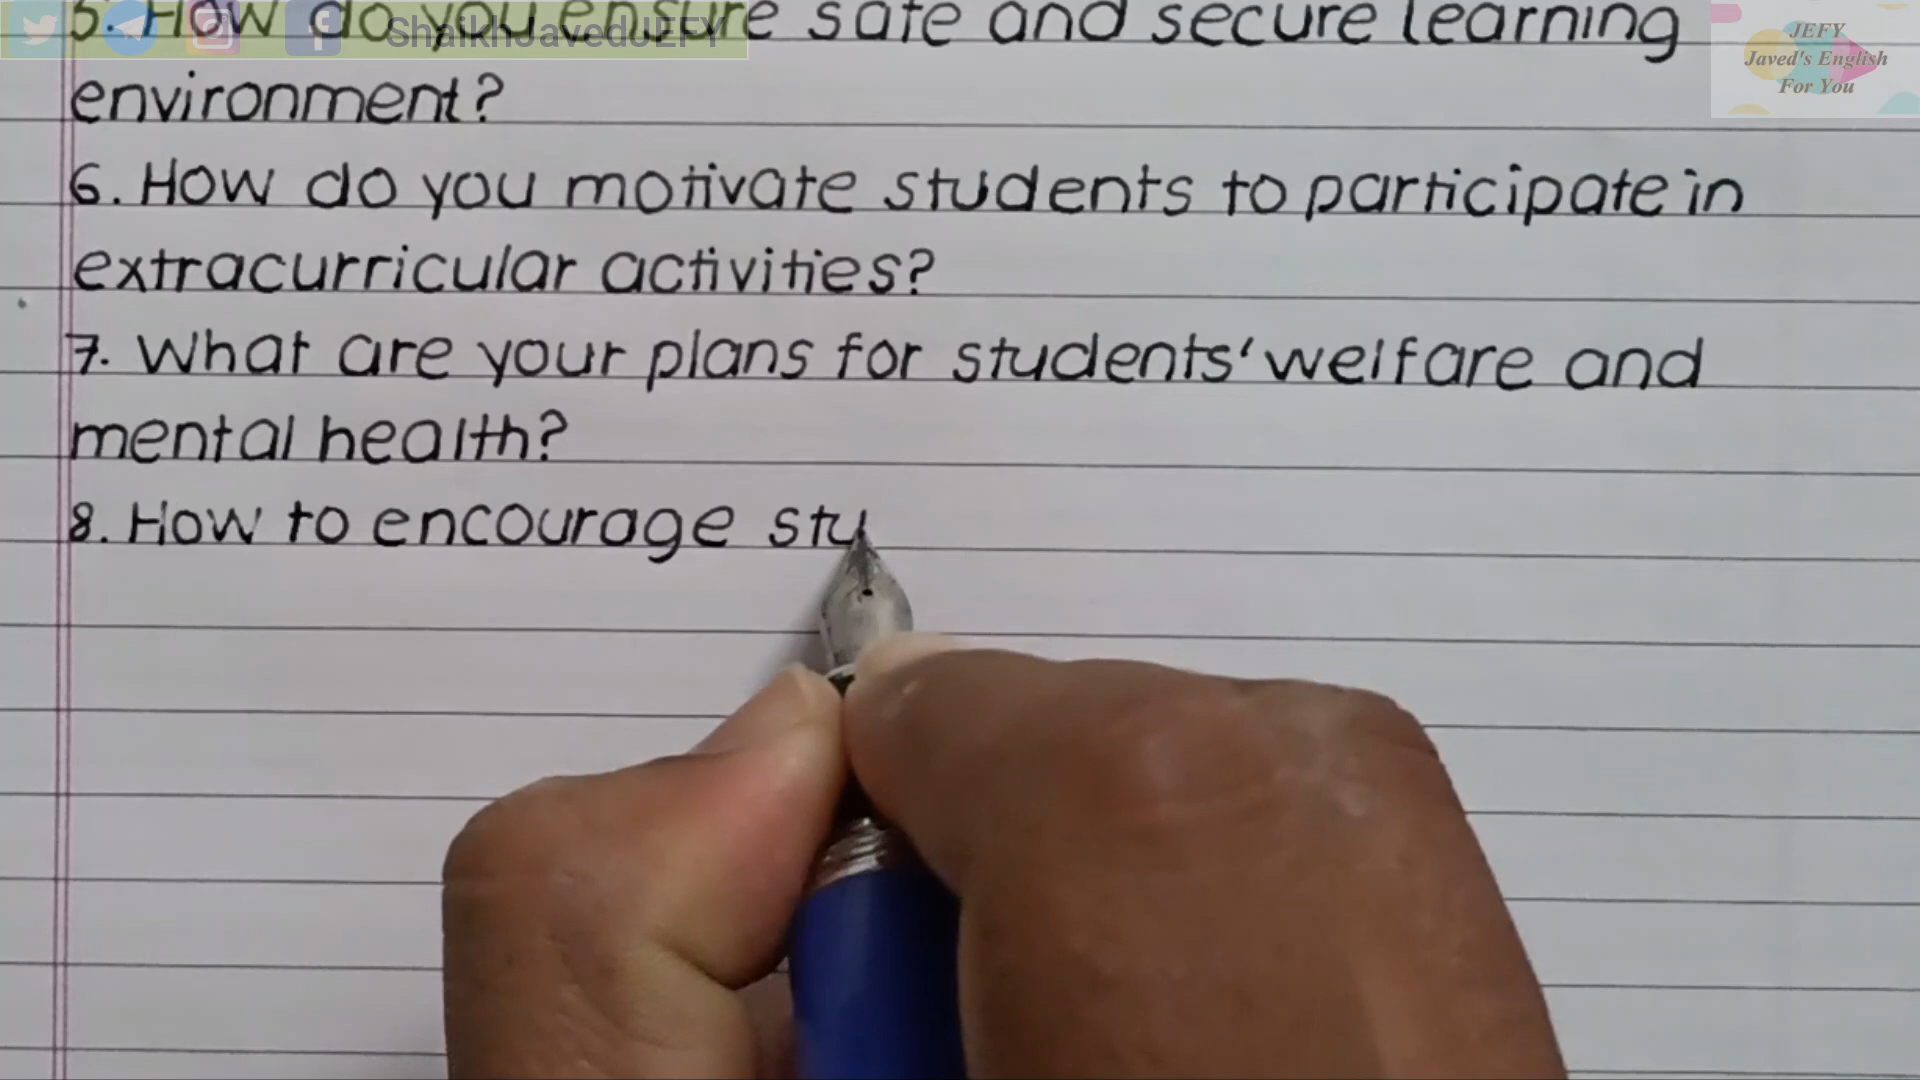 5. How do you ensure safe and secure learning
ShaikhJavedJEFY
JEFY
Javed's English
For You
environment?
6. How do you motivate students to participate in
extracurricular activities?
7. What are your plans for students' welfare and
mental health?
8. How to encourage stu